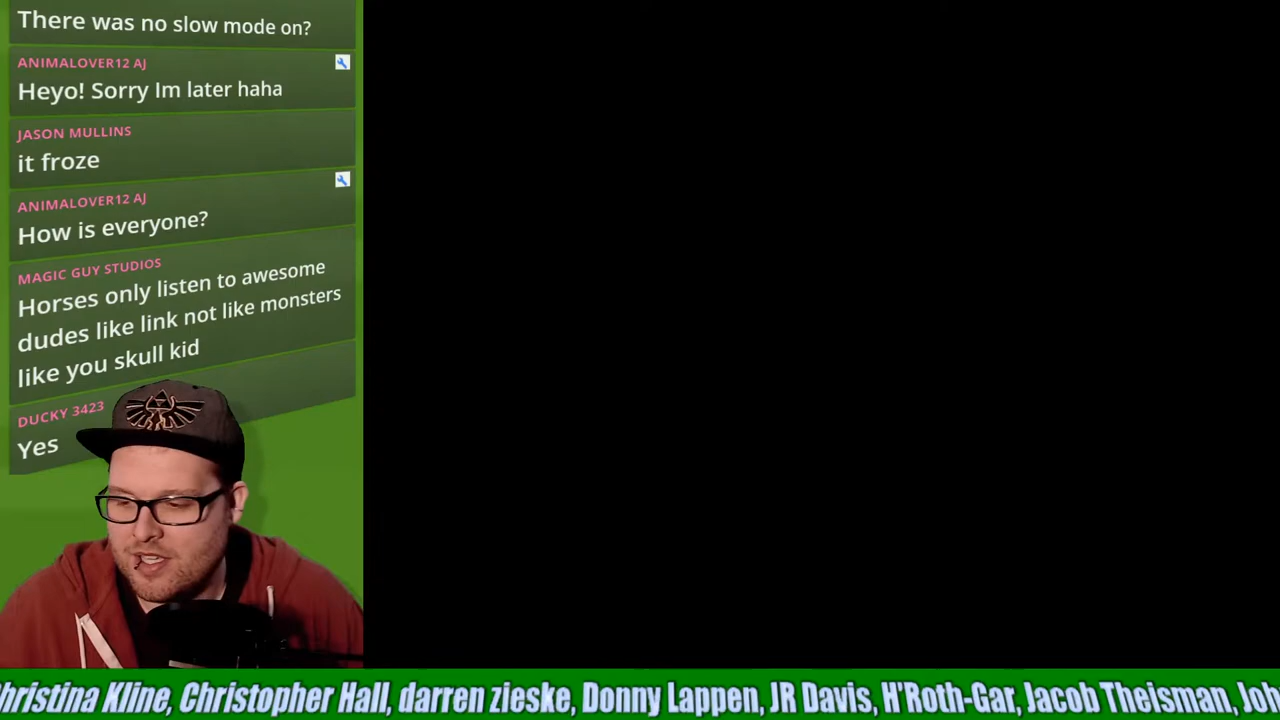 There was no slow mode on?
ANIMALOVER12 AJ
Heyo! Sorry Im later haha
JASON MULLINS
it froze
ANIMALOVER12 AJ
How is everyone?
MAGIC GUY STUDIOS
Horses only listen to awesome
dudes like link not like monsters
like you skull kid
DUCKY 3423
Yes
hristina Kline, Christopher Hall, darren zieske, Donny Lappen, JR Davis, H'Roth-Gar, Jacob Theisman, Joh